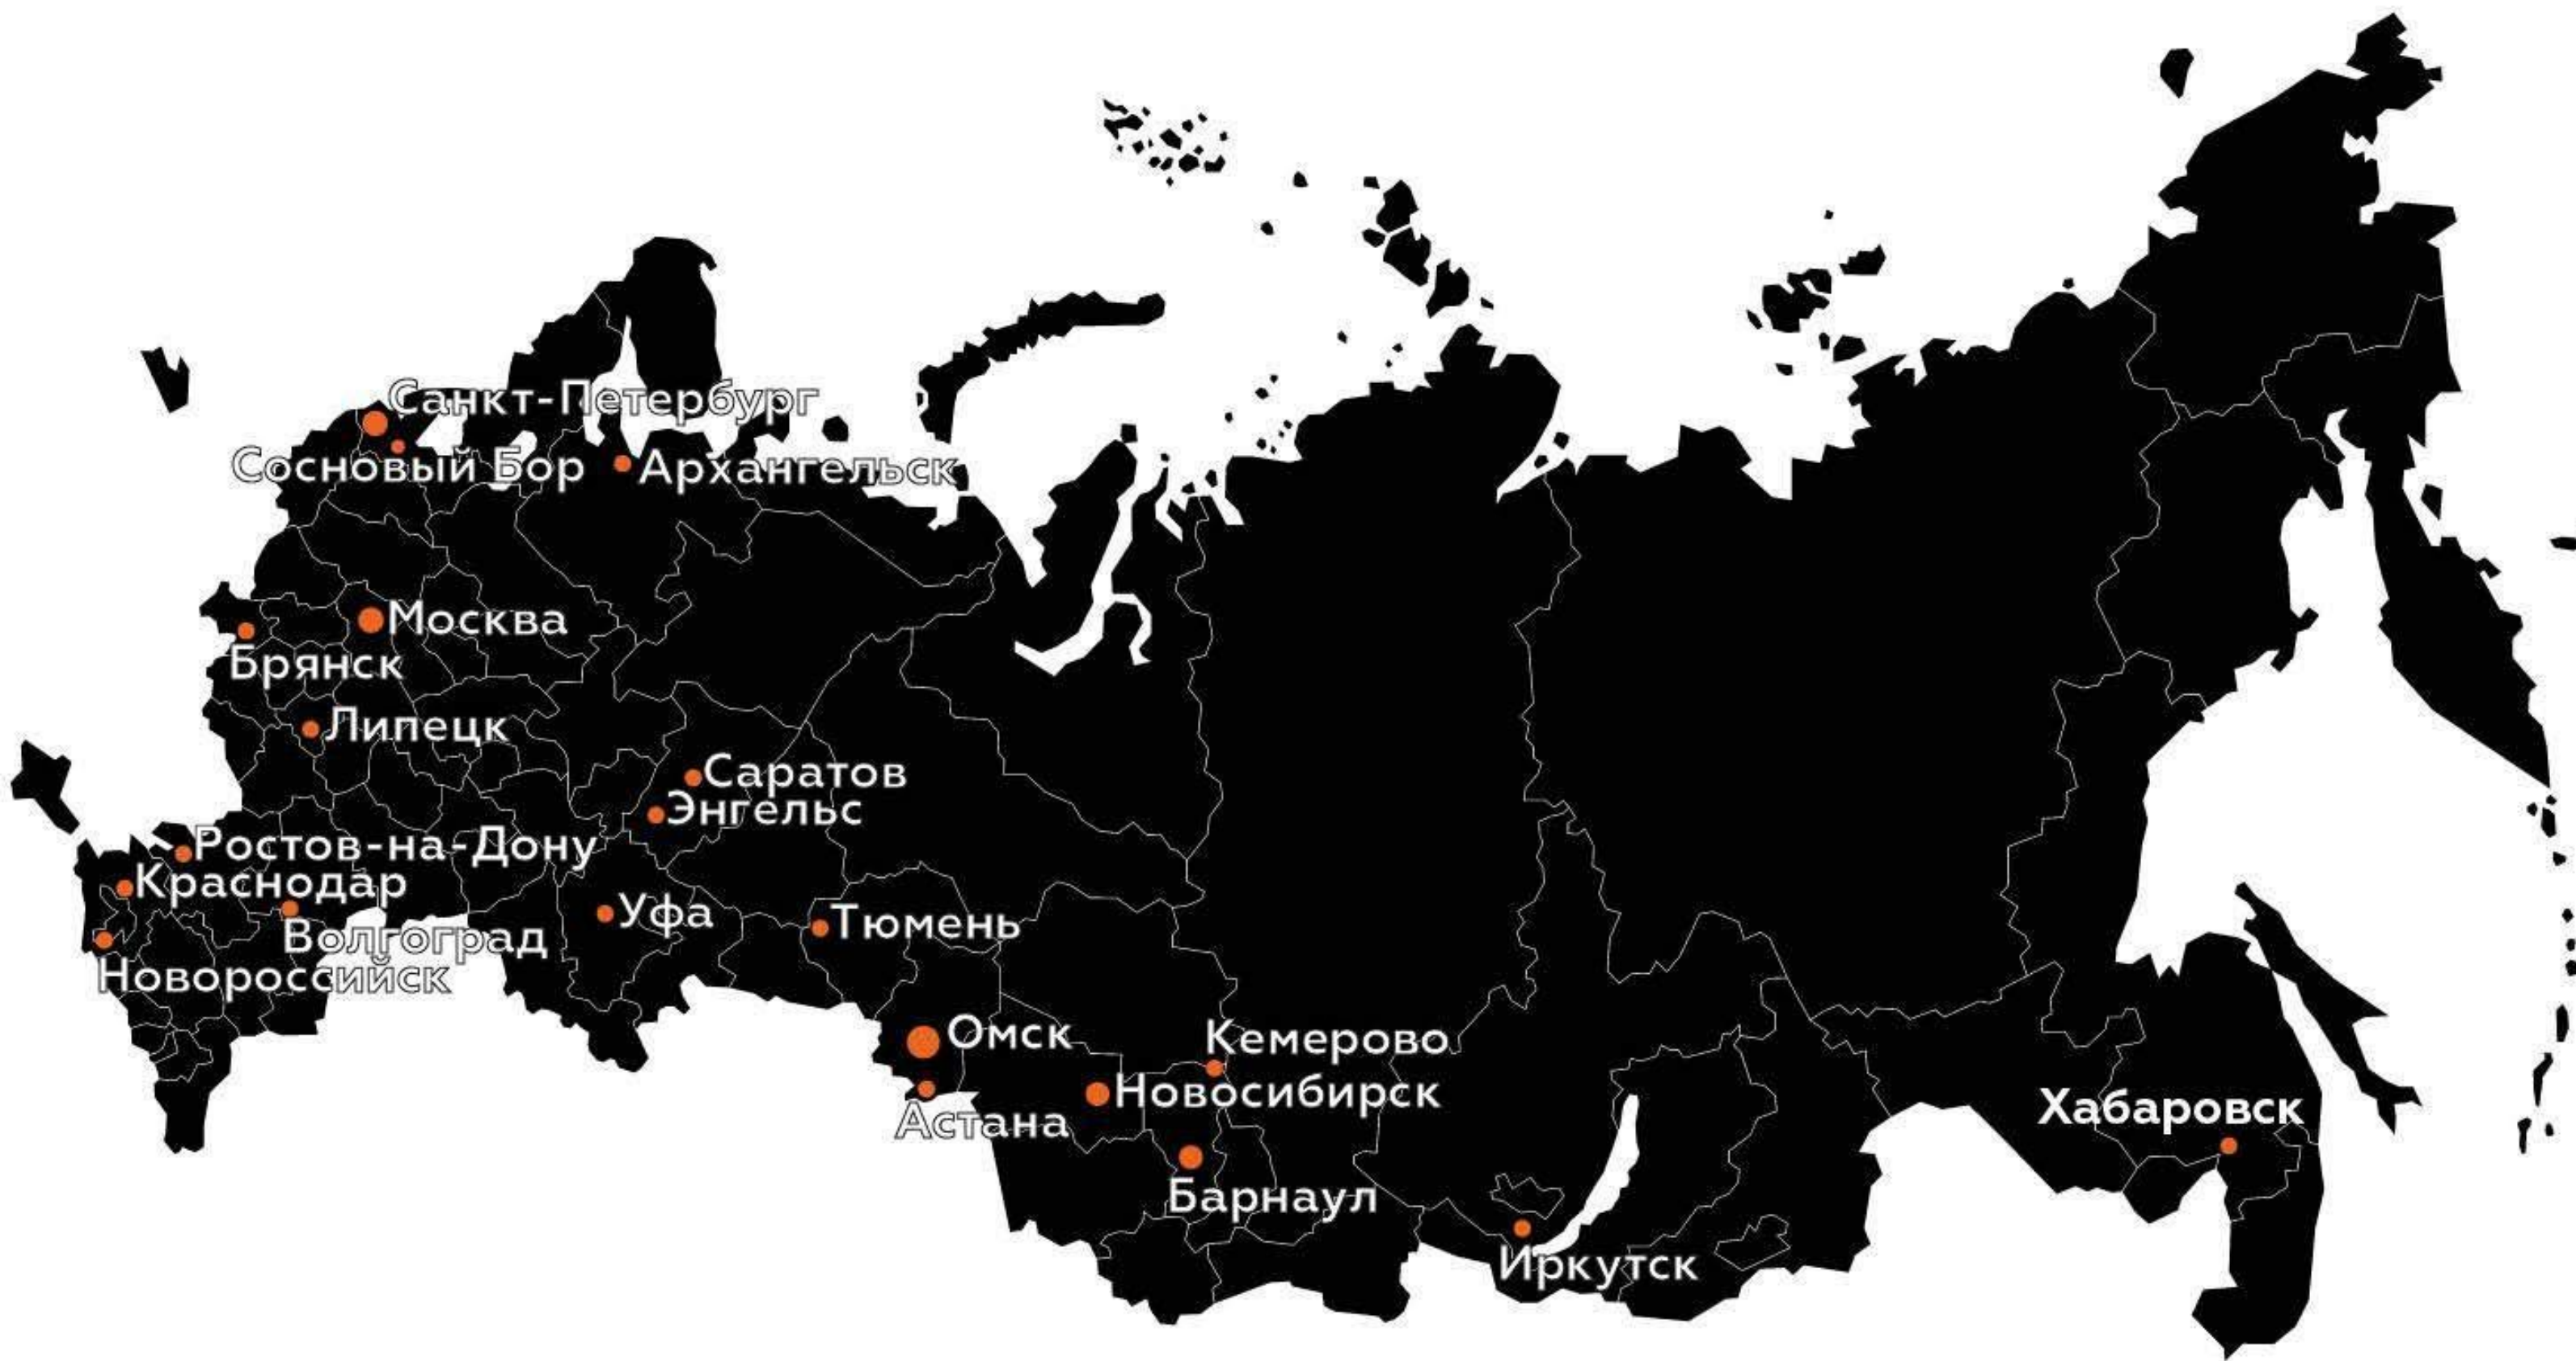 Санкт-Петербург
Сосновый Бор
Архангельск
Москва
Брянск
Липецк
Саратов
Энгельс
Ростов-на-Дону
Краснодар
Уфа
Тюмень
Волгоград
Новороссийск
Омск
Кемерово
Новосибирск
Астана
Хабаровск
Барнаул
Иркутск